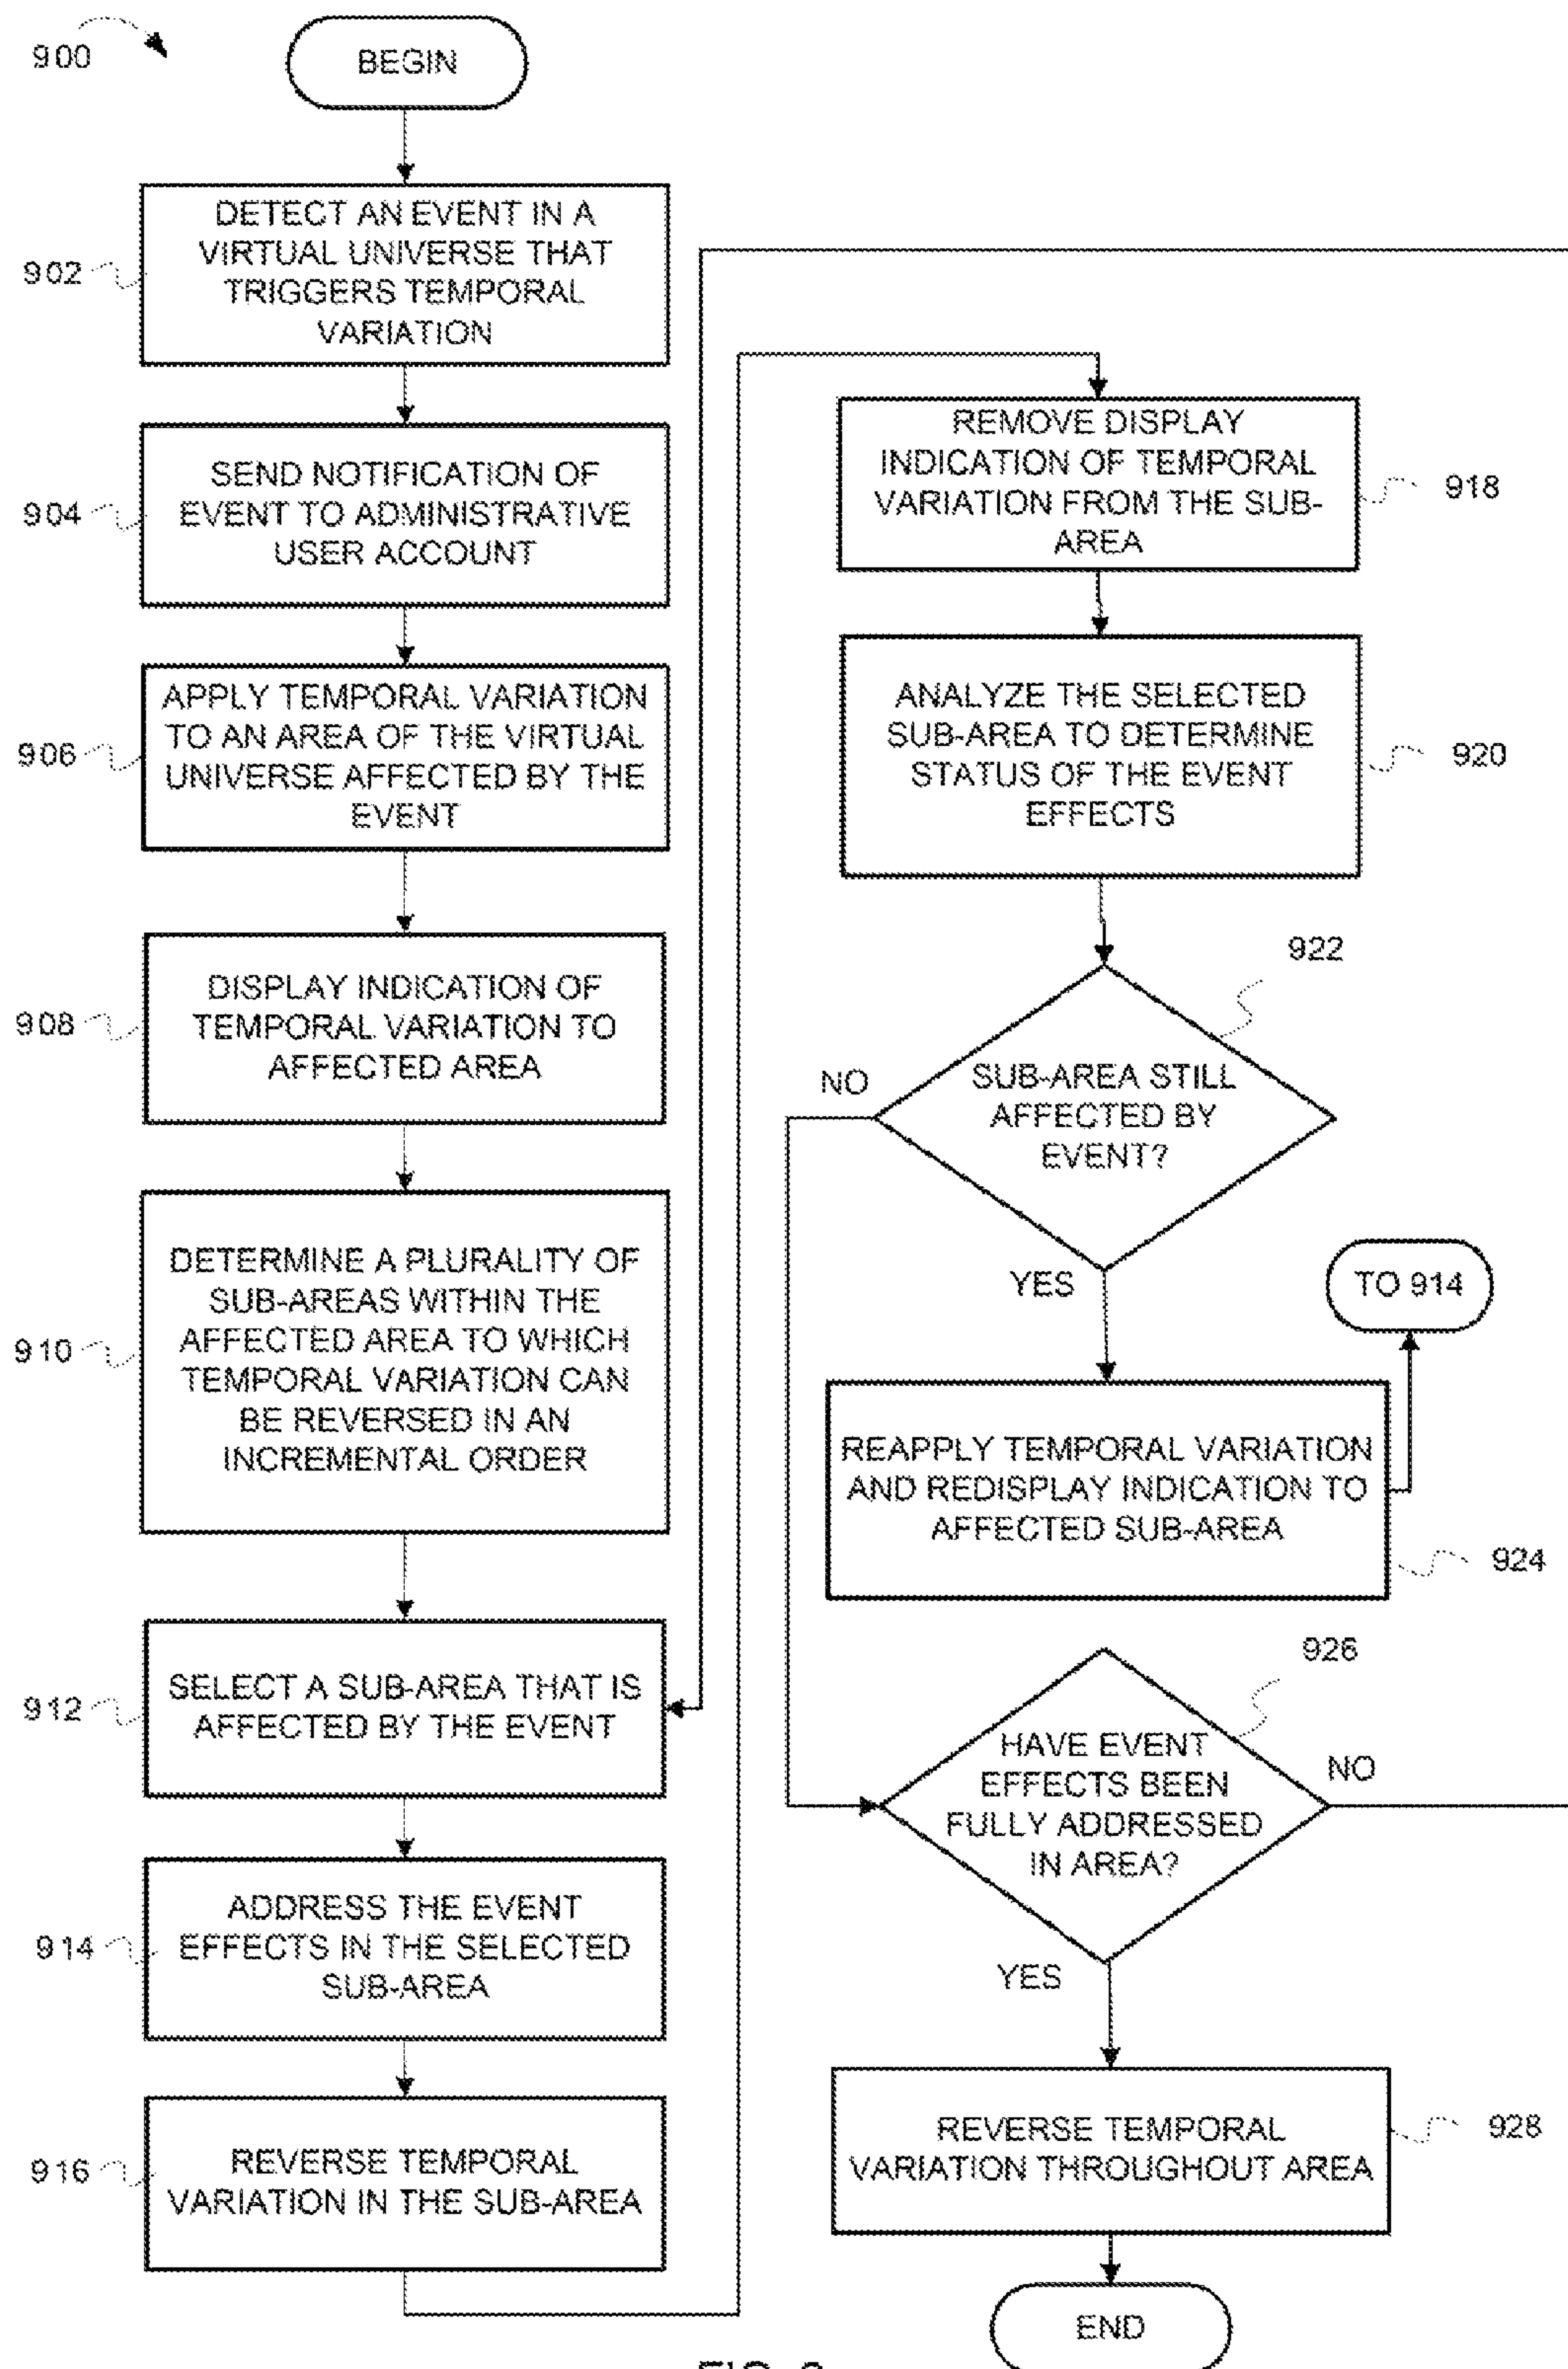 900
BEGIN
902
DETECT AN EVENT IN A
VIRTUAL UNIVERSE THAT
TRIGGERS TEMPORAL
VARIATION
904
SEND NOTIFICATION OF
EVENT TO ADMINISTRATIVE
USER ACCOUNT
906
APPLY TEMPORAL VARIATION
TO AN AREA OF THE VIRTUAL
UNIVERSE AFFECTED BY THE
EVENT
908
DISPLAY INDICATION OF
TEMPORAL VARIATION TO
AFFECTED AREA
910
DETERMINE A PLURALITY OF
SUB-AREAS WITHIN THE
AFFECTED AREA TO WHICH
TEMPORAL VARIATION CAN
BE REVERSED IN AN
INCREMENTAL ORDER
912
SELECT A SUB-AREA THAT IS
AFFECTED BY THE EVENT
914
ADDRESS THE EVENT
EFFECTS IN THE SELECTED
SUB-AREA
916
REVERSE TEMPORAL
VARIATION IN THE SUB-AREA
REMOVE DISPLAY
INDICATION OF TEMPORAL
VARIATION FROM THE SUB-
AREA
918
ANALYZE THE SELECTED
SUB-AREA TO DETERMINE
STATUS OF THE EVENT
EFFECTS
920
922
SUB-AREA STILL
AFFECTED BY
EVENT?
NO
YES
TO 914
REAPPLY TEMPORAL VARIATION
AND REDISPLAY INDICATION TO
AFFECTED SUB-AREA
924
926
HAVE EVENT
EFFECTS BEEN
FULLY ADDRESSED
IN AREA?
NO
YES
REVERSE TEMPORAL
VARIATION THROUGHOUT AREA
928
END